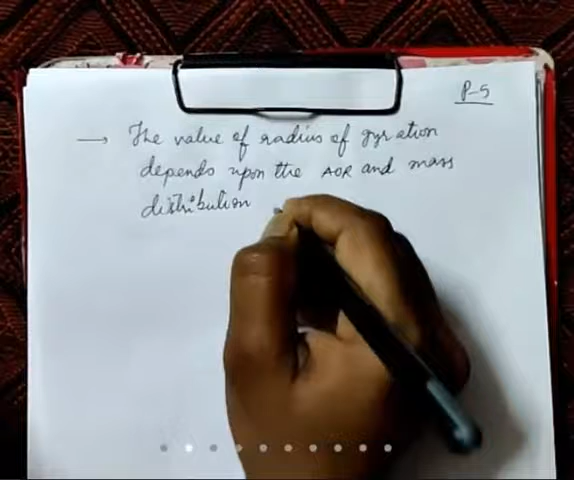 P-5
→ The value of radius of gyration
depends upon the AOR and mass
distribution